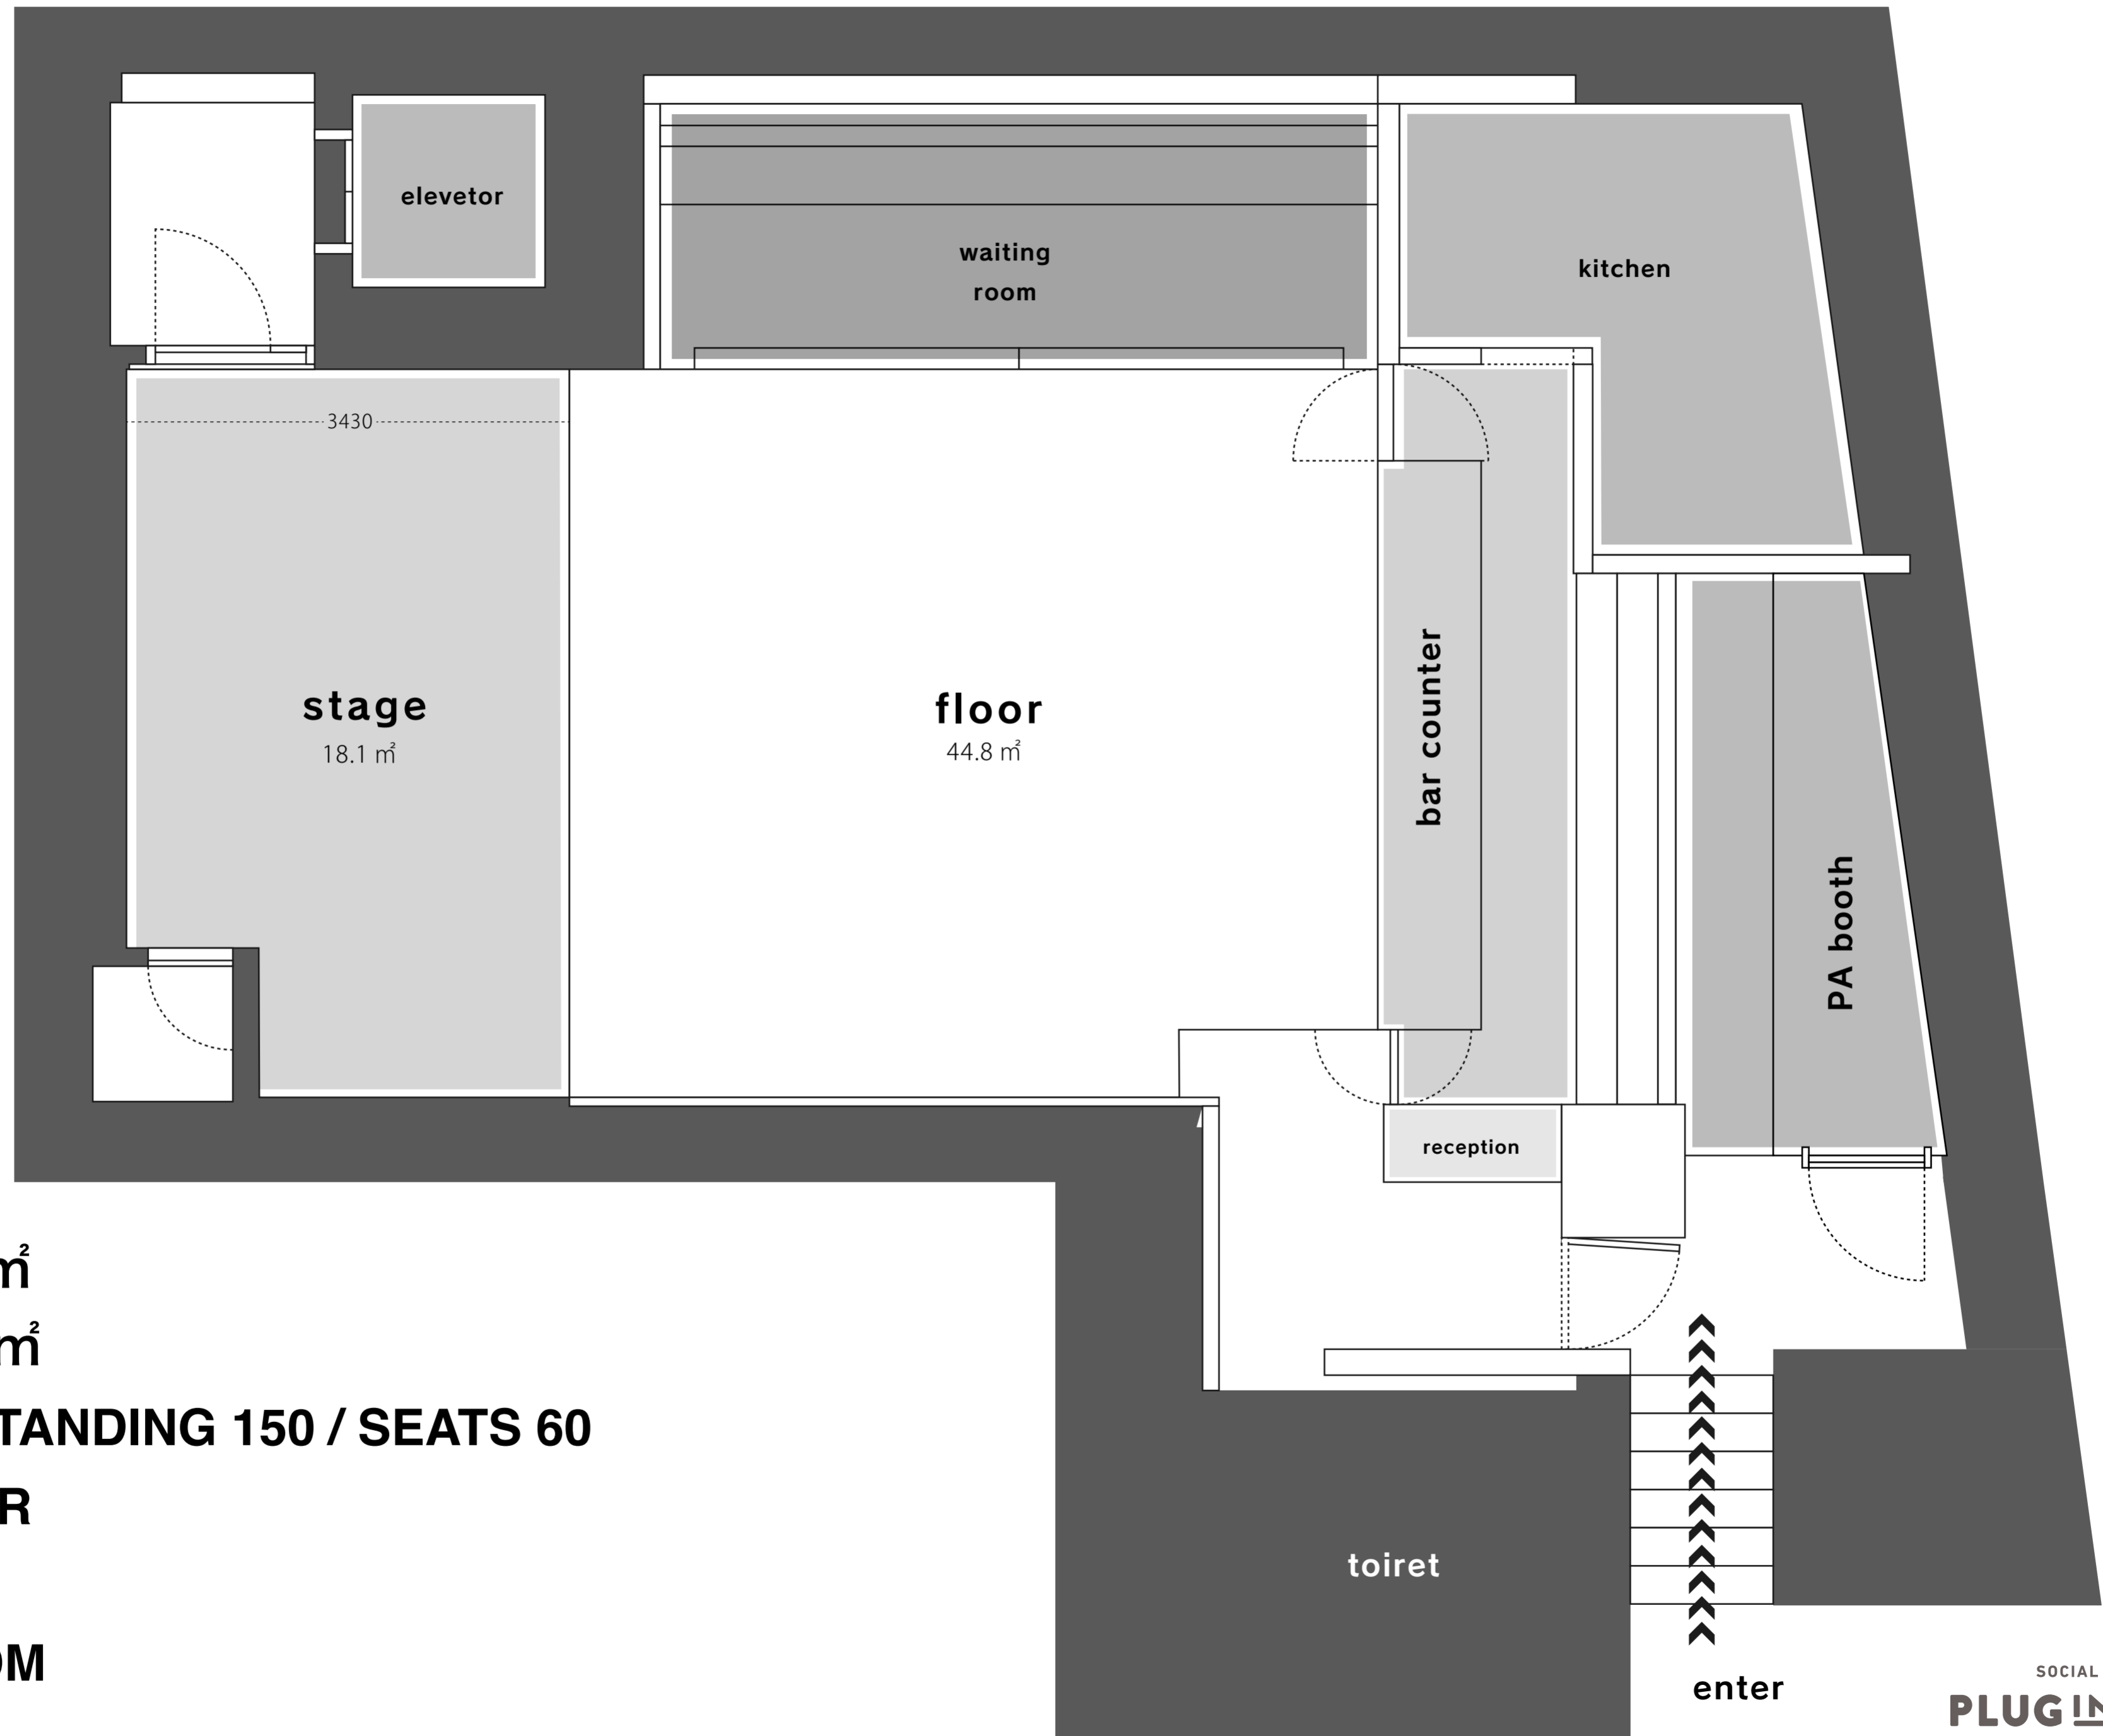 elevetor
waiting
room
kitchen
3430
stage
18.1 ㎡
floor
44.8 ㎡
bar counter
PA booth
reception
㎡
㎡
TANDING 150 / SEATS 60
R
OM
toiret
enter
SOCIAL
PLUGIN